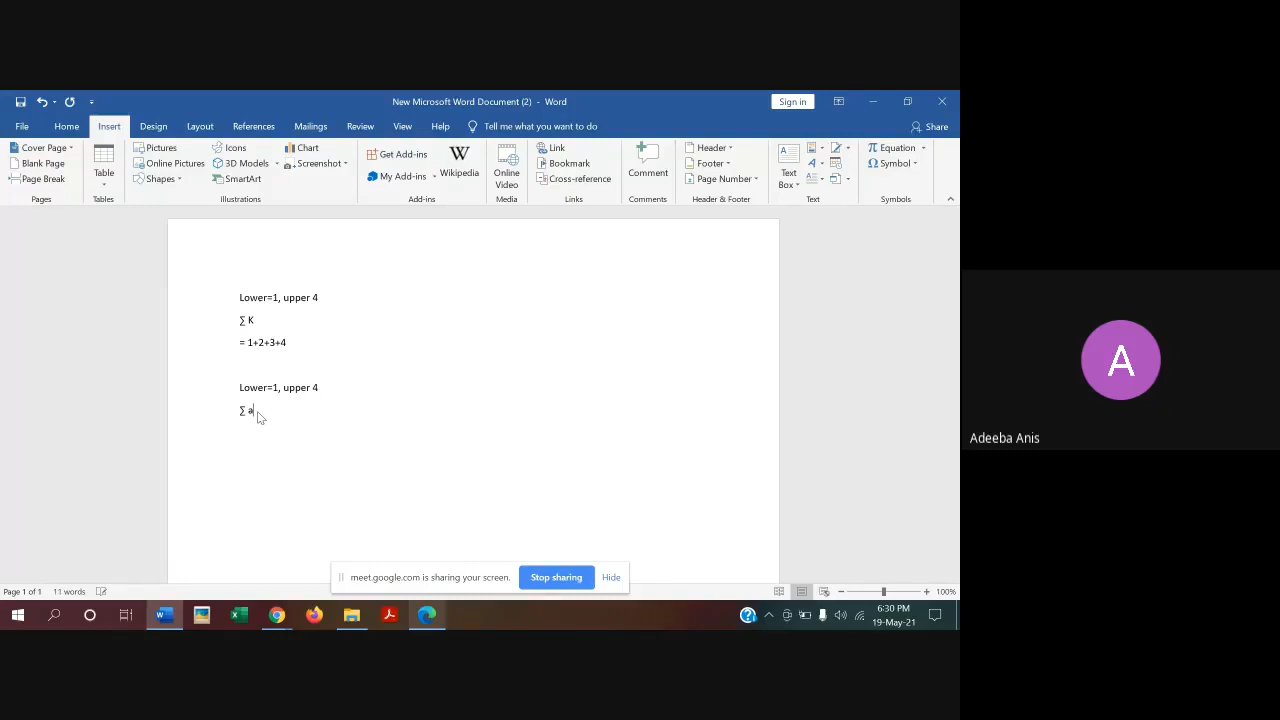 New Microsoft Word Document (2) - Word
Sign in
File Home Insert Design Layout References Mailings Review View Help Tell me what you want to do Share
Cover Page
Blank Page
Page Break
Pages
Table
Tables
Pictures
Online Pictures
Shapes
Icons
3D Models
SmartArt
Chart
Screenshot
Illustrations
Get Add-ins
My Add-ins
Wikipedia
Add-ins
Online
Video
Media
Link
Bookmark
Cross-reference
Links
Comment
Comments
Header
Footer
Page Number
Header & Footer
Text
Box
Text
Equation
Symbol
Symbols
Lower=1, upper 4
∑ K
= 1+2+3+4
Lower=1, upper 4
∑ a
A
Adeeba Anis
meet.google.com is sharing your screen. Stop sharing Hide
Page 1 of 1 11 words 100%
6:30 PM
19-May-21